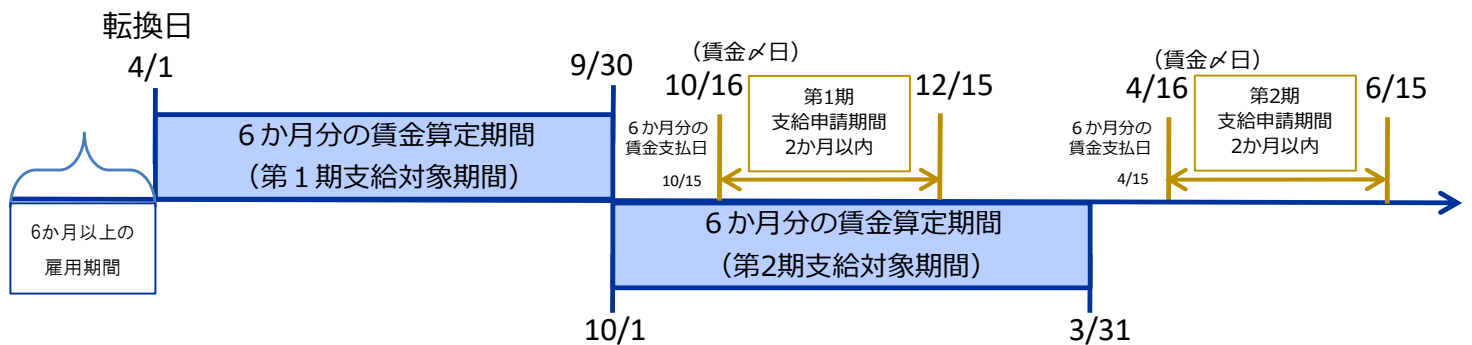 転換日
4/1
9/30
6か月以上の
雇用期間
6か月分の賃金算定期間
（第1期支給対象期間）
（賃金〆日）
10/16
12/15
6か月分の
賃金支払日
10/15
第1期
支給申請期間
2か月以内
（賃金〆日）
4/16
6/15
6か月分の
賃金支払日
4/15
第2期
支給申請期間
2か月以内
6か月分の賃金算定期間
（第2期支給対象期間）
10/1
3/31